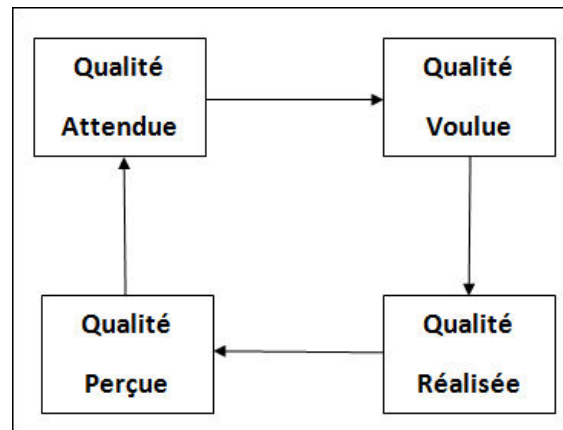 Qualité
Attendue
Qualité
Voulue
Qualité
Perçue
Qualité
Réalisée